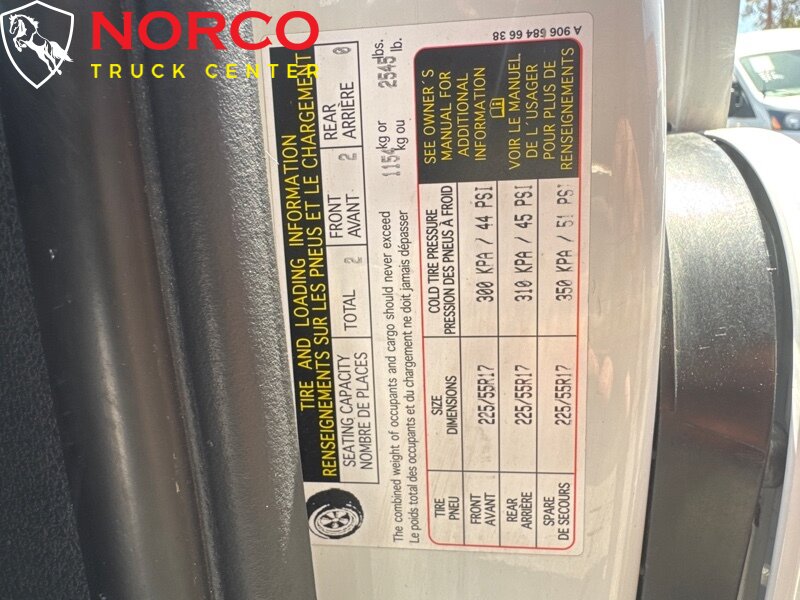 NORCO
TRUCK CENTER
TIRE AND LOADING INFORMATION
RENSEIGNEMENTS SUR LES PNEUS ET LE CHARGEMENT
SEATING CAPACITY
NOMBRE DE PLACES
TOTAL 2
FRONT
AVANT 2
REAR
ARRIÈRE 0
The combined weight of occupants and cargo should never exceed 1154 kg or 2545 lbs.
Le poids total des occupants et du chargement ne doit jamais dépasser kg ou lb.
TIRE
PNEU
SIZE
DIMENSIONS
COLD TIRE PRESSURE
PRESSION DES PNEUS À FROID
FRONT
AVANT
225/55R17
300 KPA / 44 PSI
REAR
ARRIÈRE
225/55R17
310 KPA / 45 PSI
SPARE
DE SECOURS
225/55R17
350 KPA / 51 PSI
SEE OWNER´S
MANUAL FOR
ADDITIONAL
INFORMATION
VOIR LE MANUEL
DE L´USAGER
POUR PLUS DE
RENSEIGNEMENTS
A 906 684 66 38